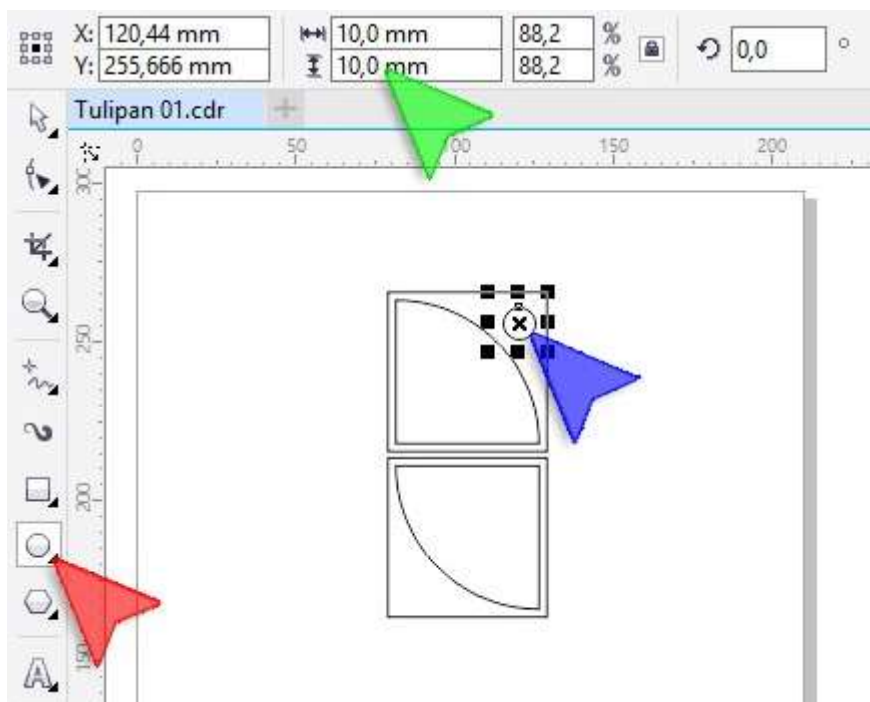 X: 120,44 mm 10,0 mm 88,2 %
Y: 255,666 mm 10,0 mm 88,2 % 0,0 °
Tulipan 01.cdr
0 50 100 150 200
300
250
200
150